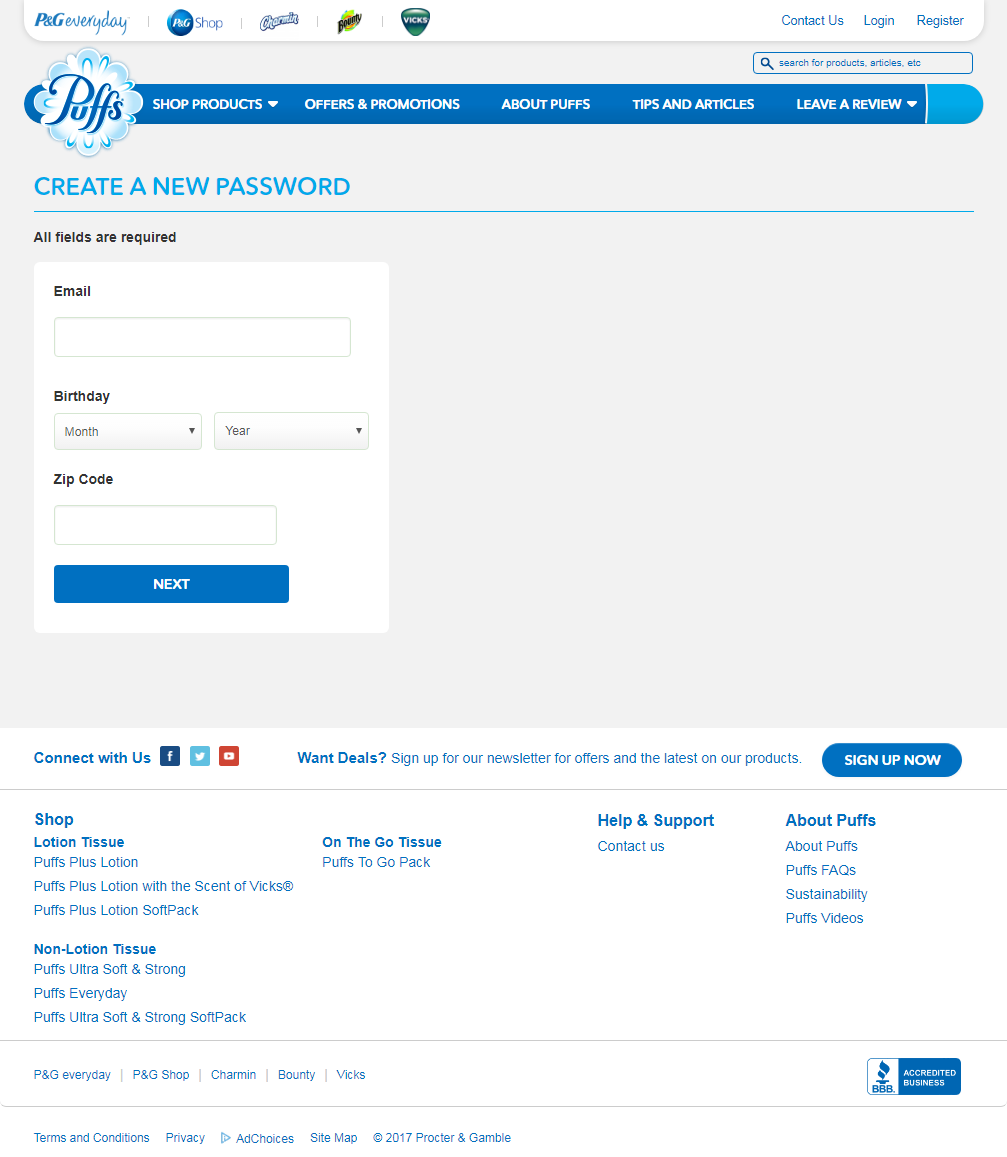 P&G everyday P&G Shop Charmin Bounty VICKS Contact Us Login Register
search for products, articles, etc
Puffs SHOP PRODUCTS OFFERS & PROMOTIONS ABOUT PUFFS TIPS AND ARTICLES LEAVE A REVIEW
CREATE A NEW PASSWORD
All fields are required
Email
Birthday
Month Year
Zip Code
NEXT
Connect with Us Want Deals? Sign up for our newsletter for offers and the latest on our products. SIGN UP NOW
Shop
Lotion Tissue
Puffs Plus Lotion
Puffs Plus Lotion with the Scent of Vicks®
Puffs Plus Lotion SoftPack
Non-Lotion Tissue
Puffs Ultra Soft & Strong
Puffs Everyday
Puffs Ultra Soft & Strong SoftPack
On The Go Tissue
Puffs To Go Pack
Help & Support
Contact us
About Puffs
About Puffs
Puffs FAQs
Sustainability
Puffs Videos
P&G everyday | P&G Shop | Charmin | Bounty | Vicks
BBB. ACCREDITED
BUSINESS
Terms and Conditions Privacy AdChoices Site Map © 2017 Procter & Gamble